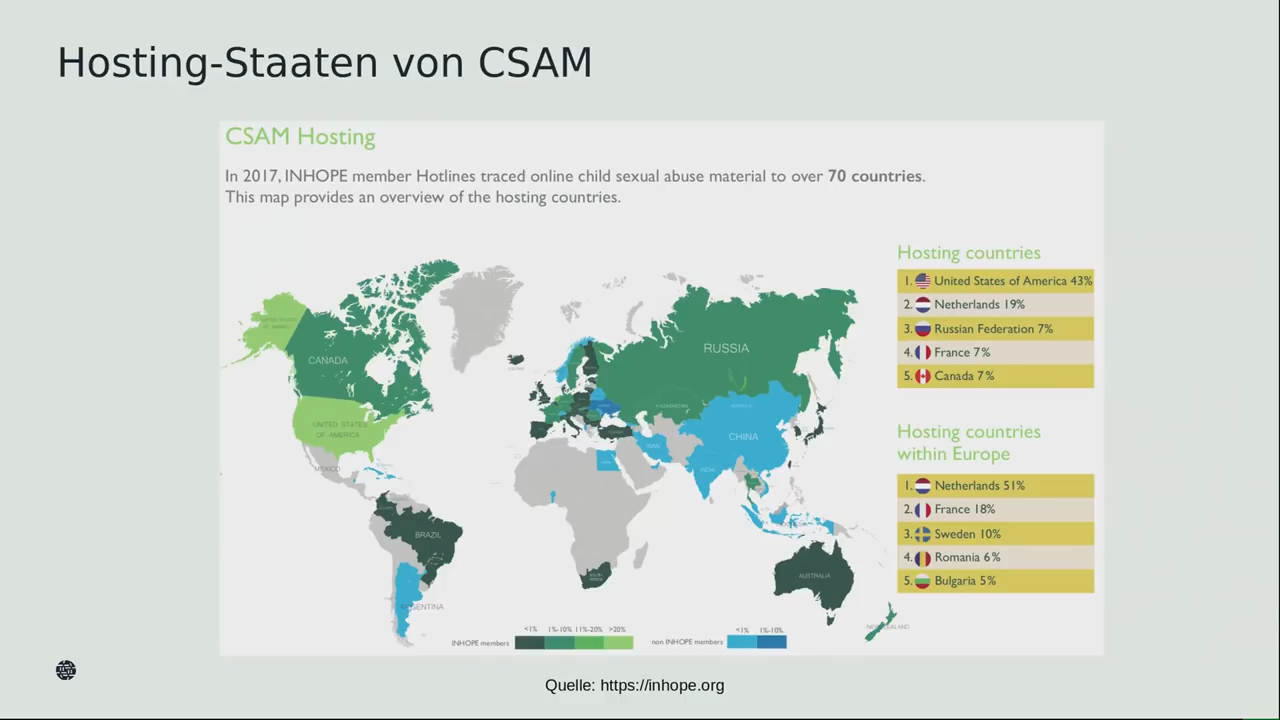 Hosting-Staaten von CSAM
CSAM Hosting
In 2017, INHOPE member Hotlines traced online child sexual abuse material to over 70 countries.
This map provides an overview of the hosting countries.
Hosting countries
1. United States of America 43%
2. Netherlands 19%
3. Russian Federation 7%
4. France 7%
5. Canada 7%
Hosting countries
within Europe
1. Netherlands 51%
2. France 18%
3. Sweden 10%
4. Romania 6%
5. Bulgaria 5%
CANADA
RUSSIA
UNITED STATES
OF AMERICA
KAZAKHSTAN
MONGOLIA
CHINA
MEXICO
IRAN
INDIA
BRAZIL
SOUTH
AFRICA
AUSTRALIA
ARGENTINA
NEW ZEALAND
INHOPE members
<1% 1%-10% 11%-20% >20%
non INHOPE members
<1% 1%-10%
Quelle: https://inhope.org